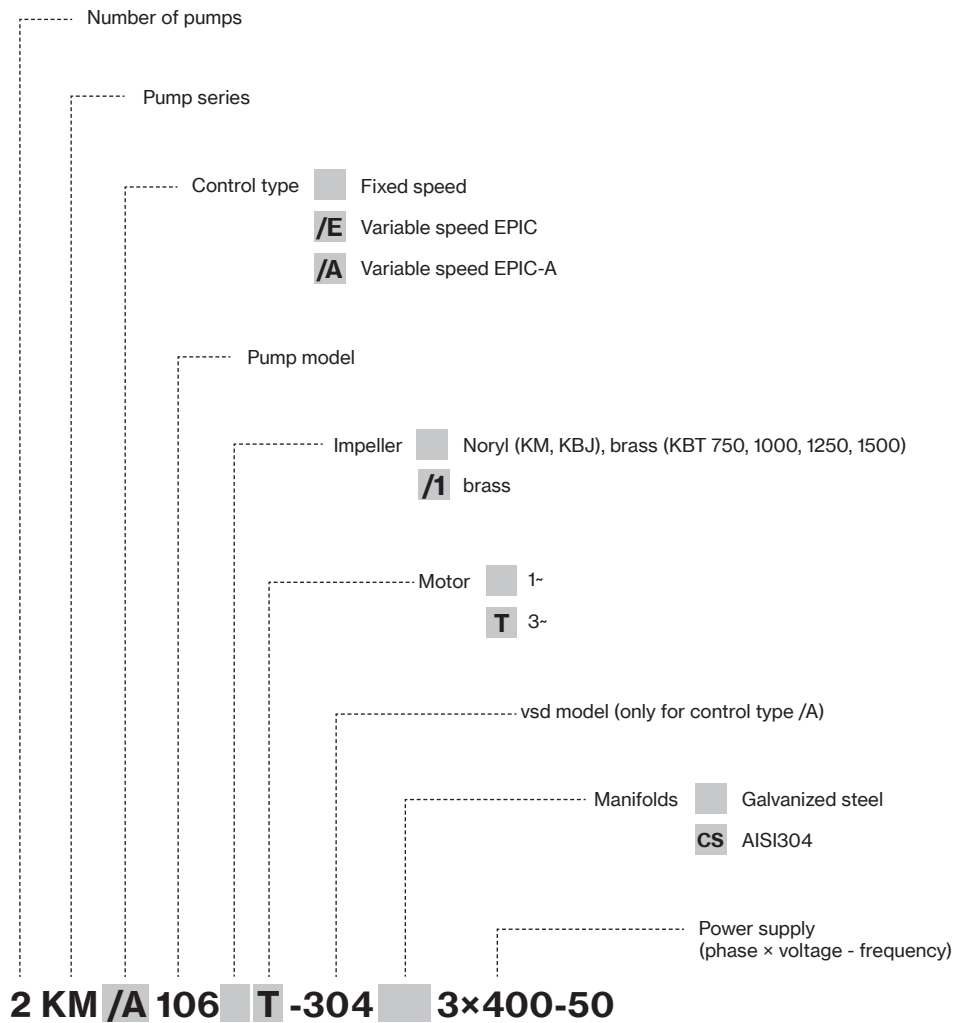 Number of pumps
Pump series
Control type Fixed speed
/E Variable speed EPIC
/A Variable speed EPIC-A
Pump model
Impeller Noryl (KM, KBJ), brass (KBT 750, 1000, 1250, 1500)
/1 brass
Motor 1~
T 3~
vsd model (only for control type /A)
Manifolds Galvanized steel
CS AISI304
Power supply
(phase × voltage - frequency)
2 KM /A 106 T -304 3×400-50